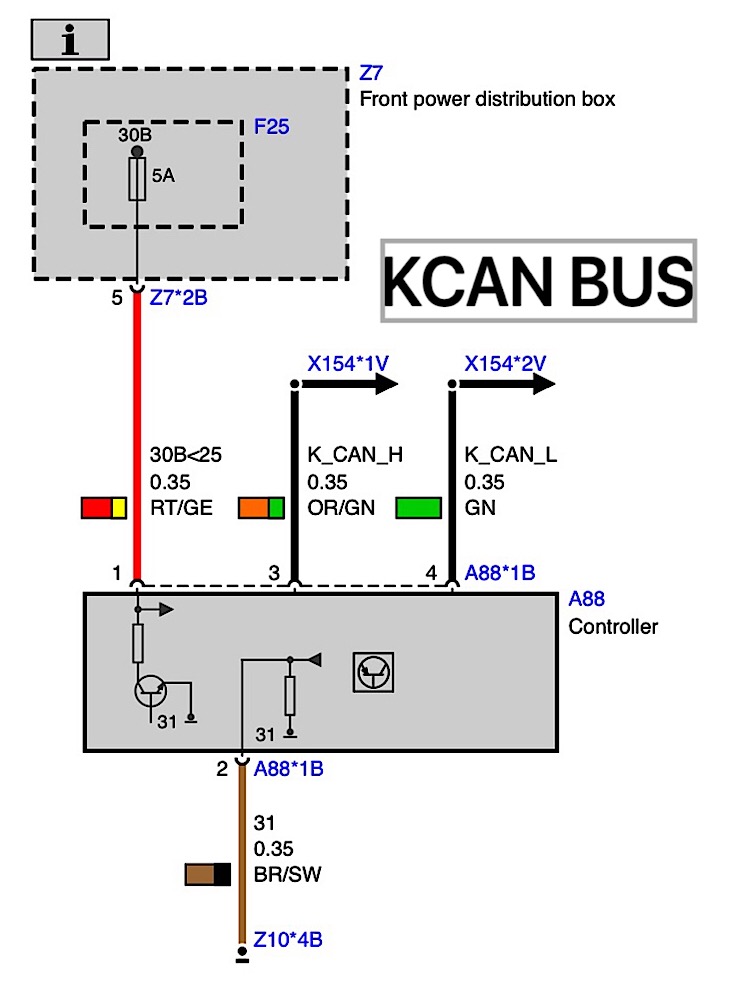 i
Z7
Front power distribution box
F25
30B
5A
5 Z7*2B
KCAN BUS
X154*1V
X154*2V
30B<25
0.35
RT/GE
K_CAN_H
0.35
OR/GN
K_CAN_L
0.35
GN
1
3
4
A88*1B
A88
Controller
31
31
2 A88*1B
31
0.35
BR/SW
Z10*4B